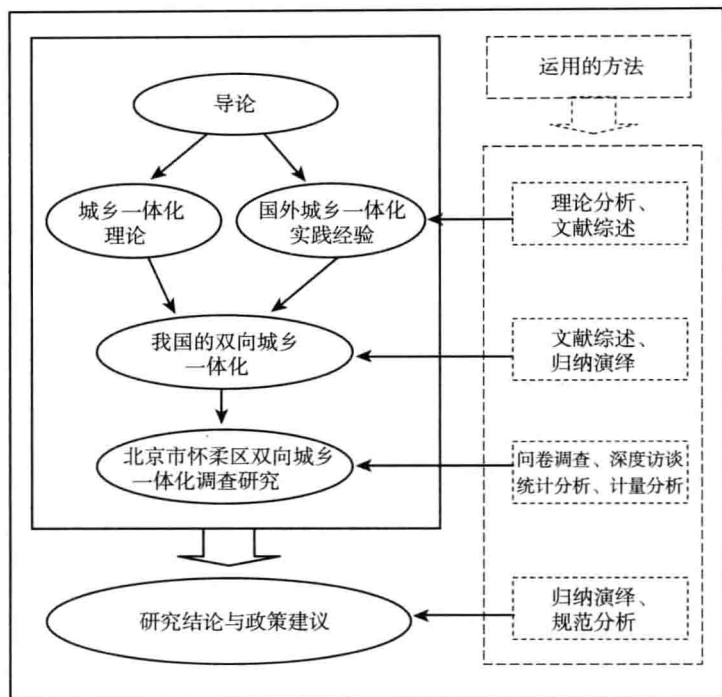 运用的方法
导论
城乡一体化
理论
国外城乡一体化
实践经验
理论分析、
文献综述
我国的双向城乡
一体化
文献综述、
归纳演绎
北京市怀柔区双向城乡
一体化调查研究
问卷调查、深度访谈
统计分析、计量分析
研究结论与政策建议
归纳演绎、
规范分析